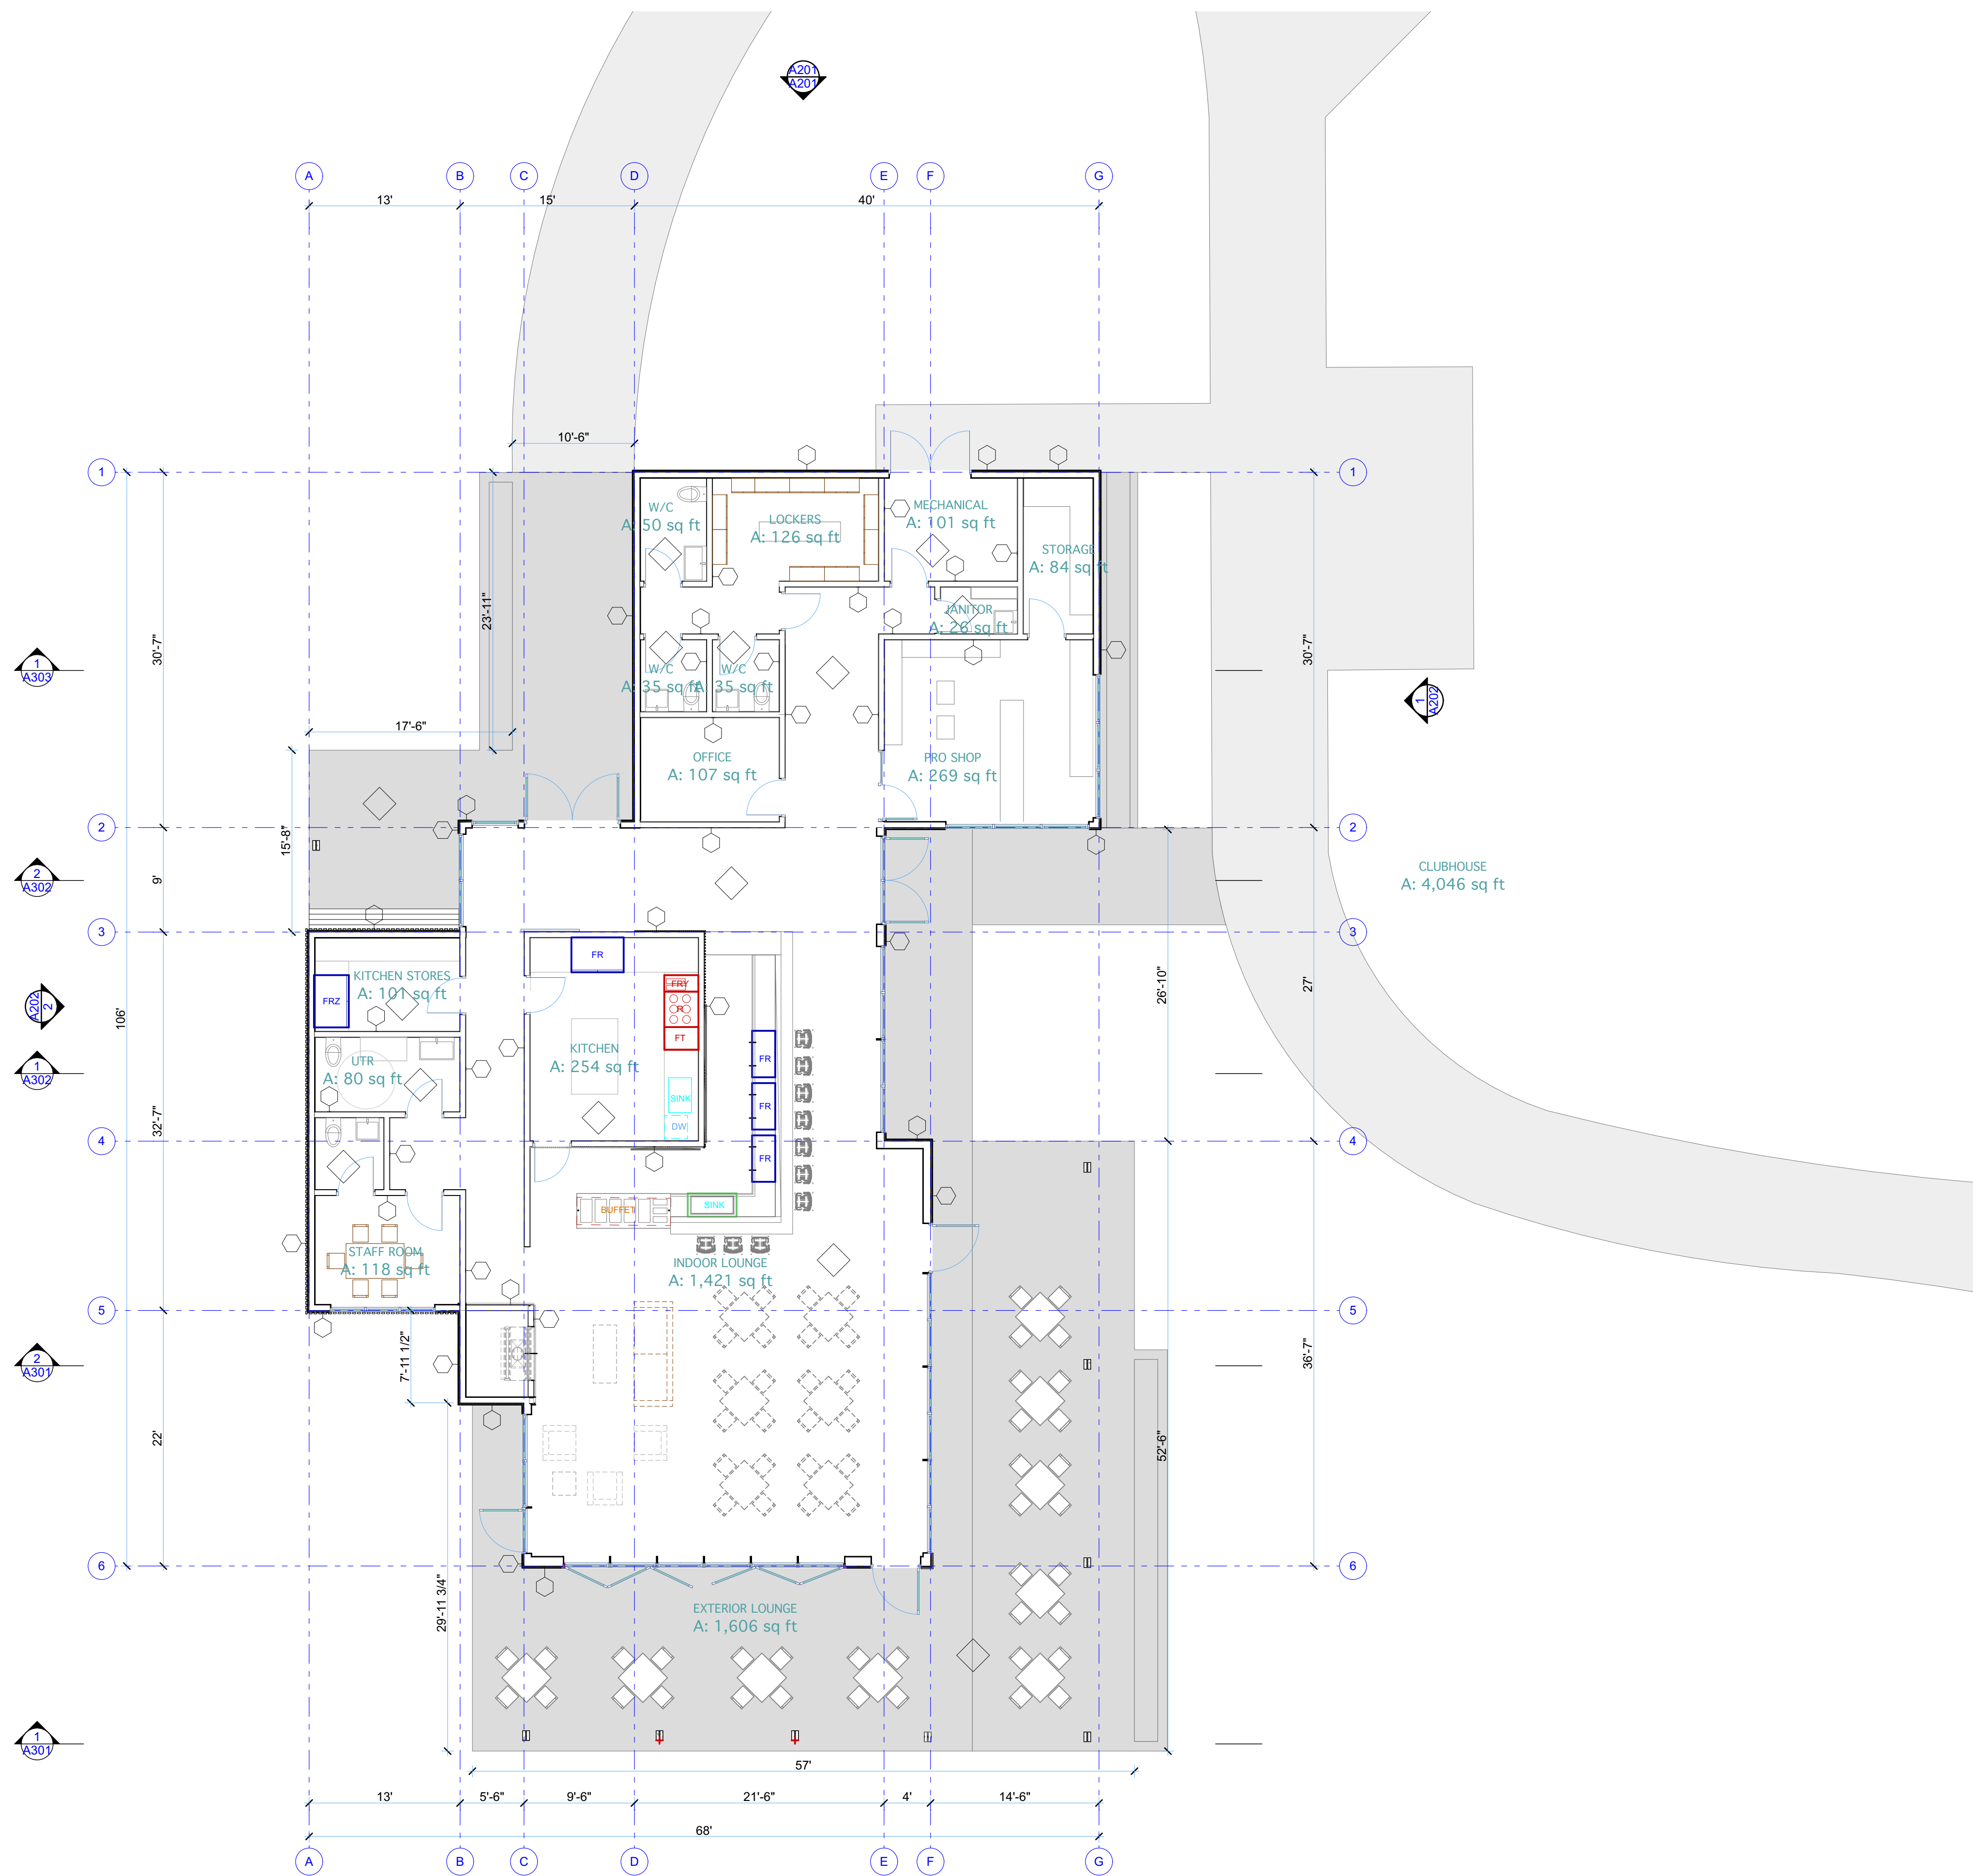 A201
A201
A
B
C
D
E
F
G
13'
15'
40'
10'-6"
1
1
W/C
A: 50 sq ft
LOCKERS
A: 126 sq ft
MECHANICAL
A: 101 sq ft
STORAGE
A: 84 sq ft
JANITOR
A: 26 sq ft
23'-11"
30'-7"
30'-7"
1
A303
W/C
A: 35 sq ft
W/C
A: 35 sq ft
1
A202
17'-6"
OFFICE
A: 107 sq ft
PRO SHOP
A: 269 sq ft
2
2
15'-8"
9'
2
A302
CLUBHOUSE
A: 4,046 sq ft
3
3
FR
KITCHEN STORES
A: 101 sq ft
FRZ
FRY
R
FT
A202
2
106'
26'-10"
27'
KITCHEN
A: 254 sq ft
FR
UTR
A: 80 sq ft
1
A302
SINK
FR
DW
32'-7"
4
4
FR
BUFFET
SINK
STAFF ROOM
A: 118 sq ft
INDOOR LOUNGE
A: 1,421 sq ft
5
5
7'-11 1/2"
36'-7"
2
A301
22'
52'-6"
6
6
29'-11 3/4"
EXTERIOR LOUNGE
A: 1,606 sq ft
1
A301
57'
13'
5'-6"
9'-6"
21'-6"
4'
14'-6"
68'
A
B
C
D
E
F
G